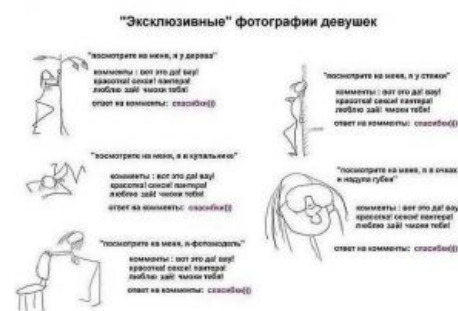 "Эксклюзивные" фотографии девушек
"посмотрите на меня, я у дерева"
комменты : вот это да! вау!
красотка! секси! пантера!
люблю зай! чмоки тебя!
ответ на комменты: спасибки)))
"посмотрите на меня, я у стенки"
комменты : вот это да! вау!
красотка! секси! пантера!
люблю зай! чмоки тебя!
ответ на комменты: спасибки)))
"посмотрите на меня, я в купальнике"
комменты : вот это да! вау!
красотка! секси! пантера!
люблю зай! чмоки тебя!
ответ на комменты: спасибки)))
"посмотрите на меня, я в очках
и надула губки"
комменты : вот это да! вау!
красотка! секси! пантера!
люблю зай! чмоки тебя!
ответ на комменты: спасибки)))
"посмотрите на меня, я-фотомодель"
комменты : вот это да! вау!
красотка! секси! пантера!
люблю зай! чмоки тебя!
ответ на комменты: спасибки)))